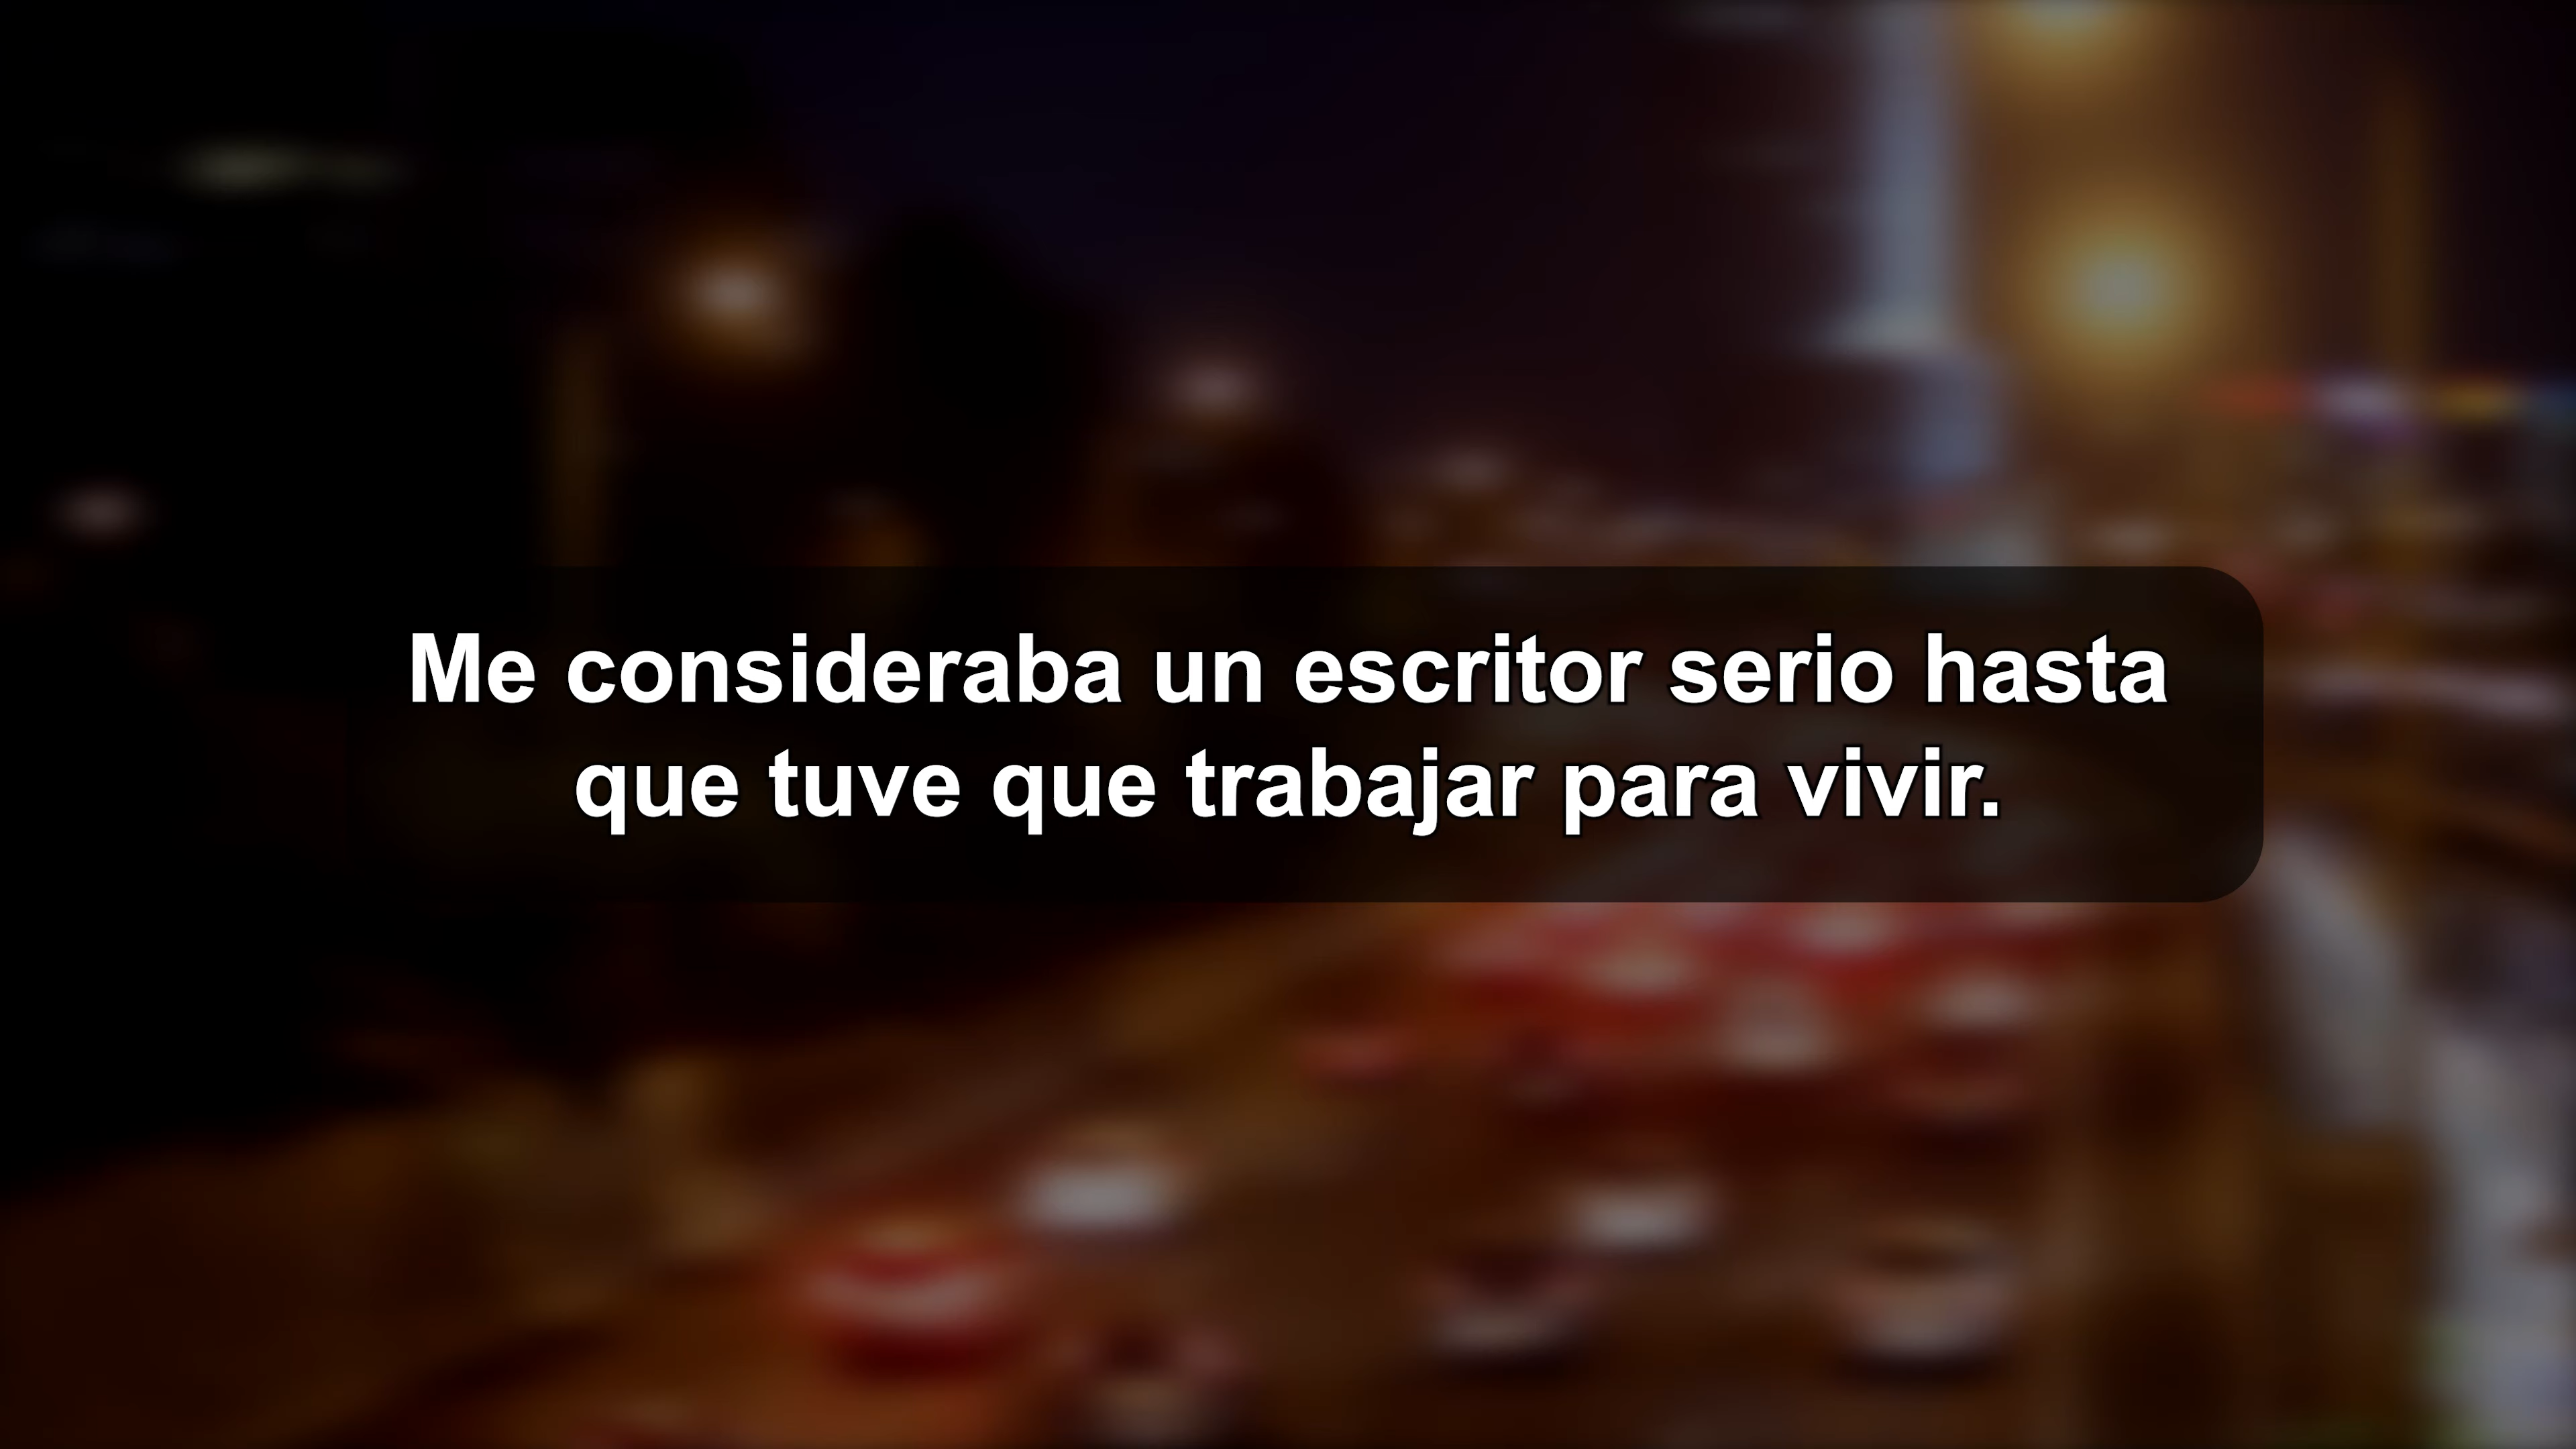 Me consideraba un escritor serio hasta
que tuve que trabajar para vivir.